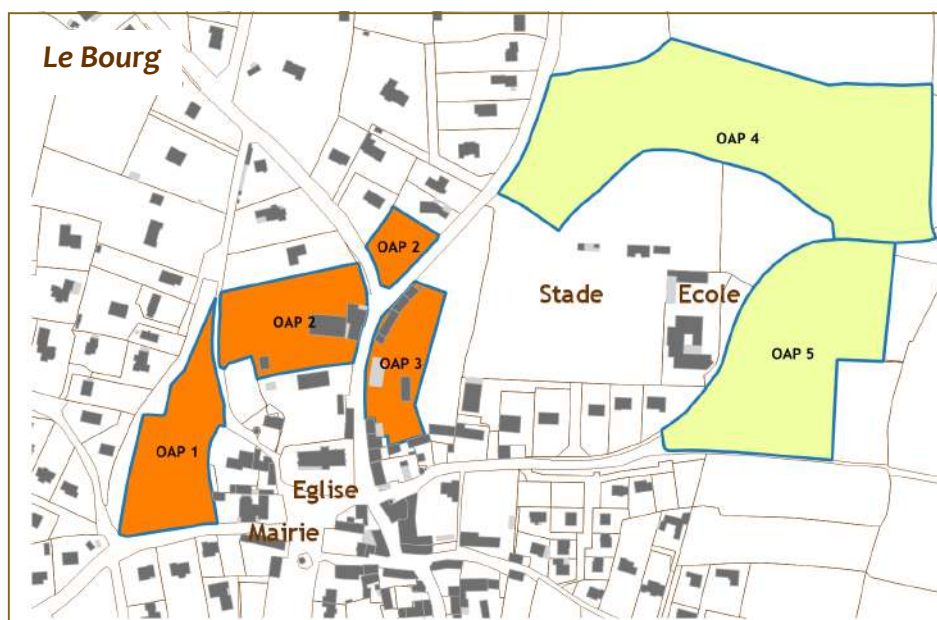 Le Bourg
OAP 4
OAP 2
Stade
Ecole
OAP 2
OAP 3
OAP 5
OAP 1
Eglise
Mairie